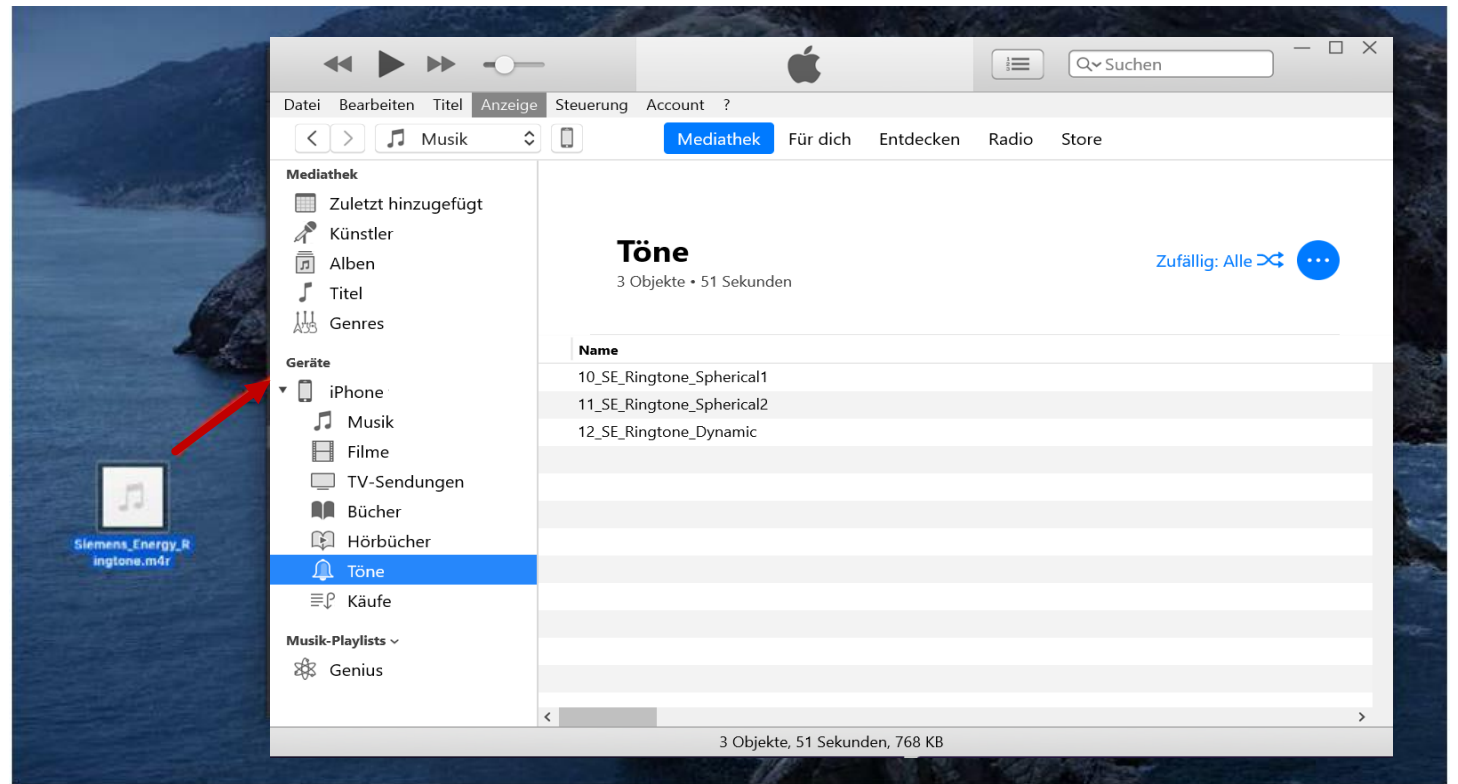 Suchen
Datei Bearbeiten Titel Anzeige Steuerung Account ?
Musik Mediathek Für dich Entdecken Radio Store
Mediathek
Zuletzt hinzugefügt
Künstler
Alben
Titel
Genres
Geräte
iPhone
Musik
Filme
TV-Sendungen
Bücher
Hörbücher
Töne
Käufe
Musik-Playlists
Genius
Töne
3 Objekte • 51 Sekunden
Zufällig: Alle
Name
10_SE_Ringtone_Spherical1
11_SE_Ringtone_Spherical2
12_SE_Ringtone_Dynamic
3 Objekte, 51 Sekunden, 768 KB
Siemens_Energy_R
ingtone.m4r